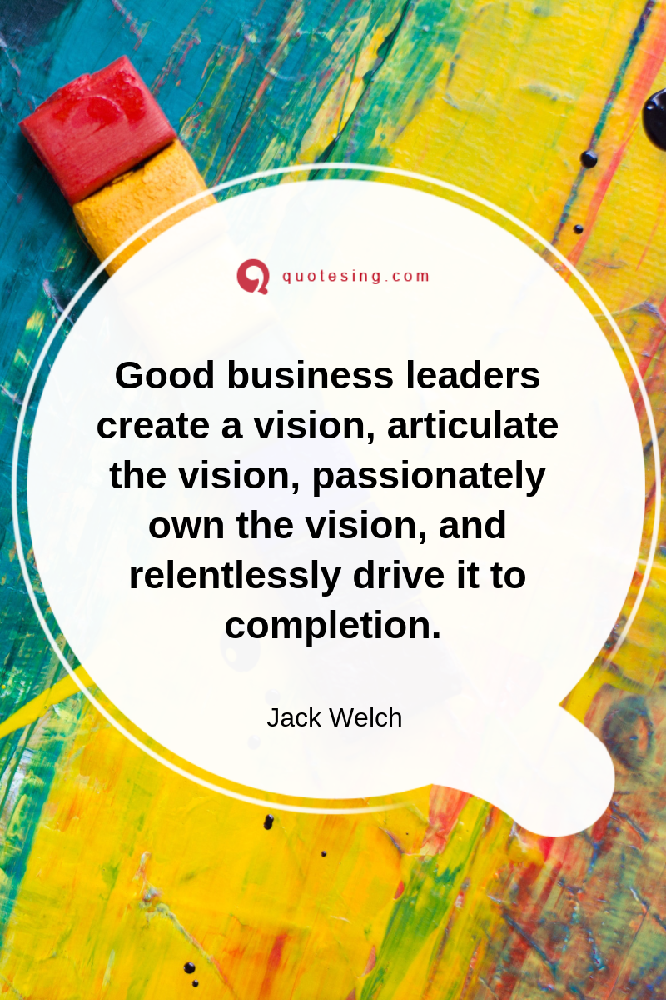 quotesing.com
Good business leaders
create a vision, articulate
the vision, passionately
own the vision, and
relentlessly drive it to
completion.
Jack Welch